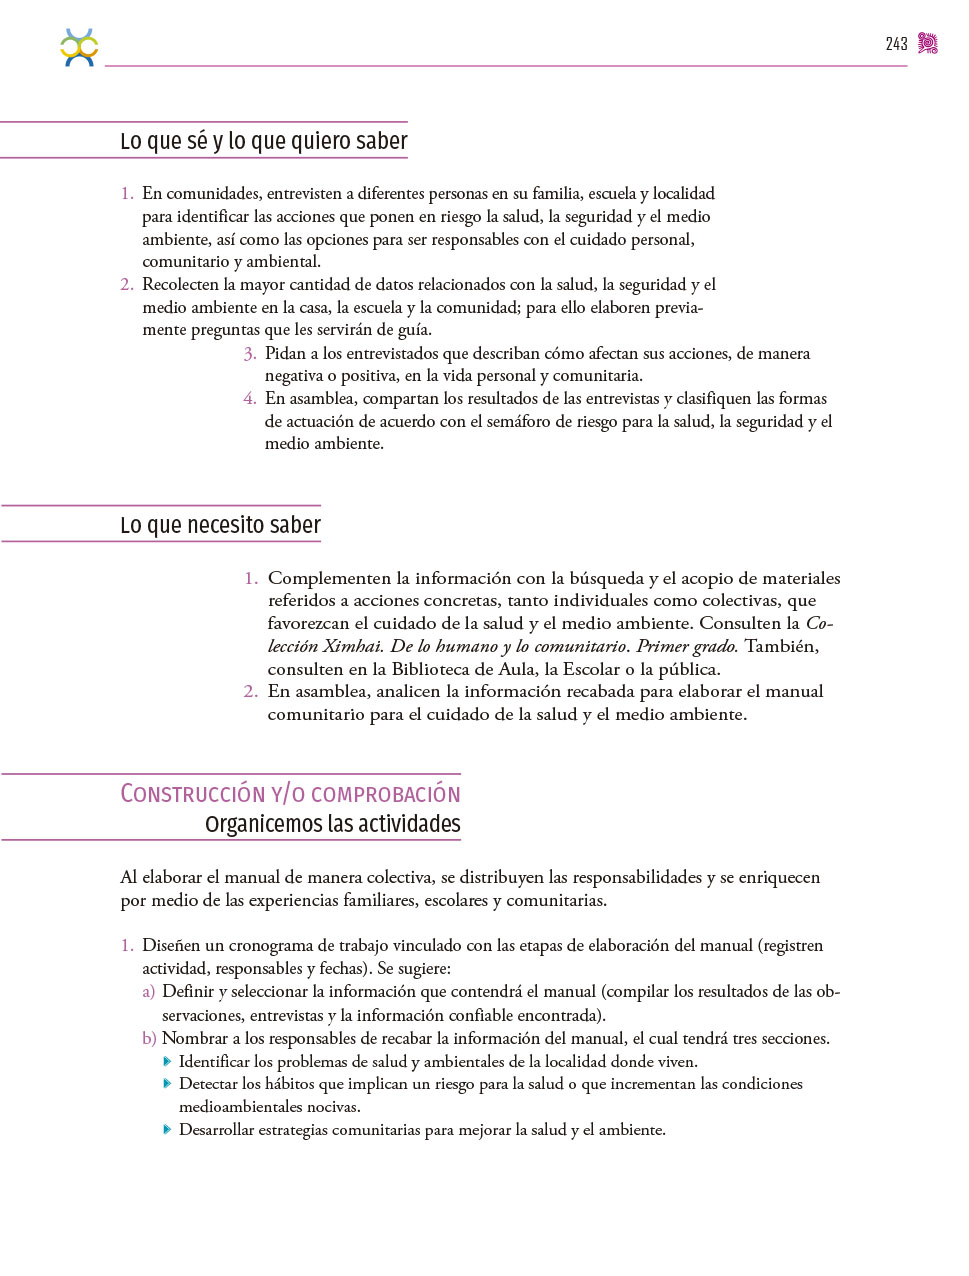 243
Lo que sé y lo que quiero saber
1. En comunidades, entrevisten a diferentes personas en su familia, escuela y localidad
para identificar las acciones que ponen en riesgo la salud, la seguridad y el medio
ambiente, así como las opciones para ser responsables con el cuidado personal,
comunitario y ambiental.
2. Recolecten la mayor cantidad de datos relacionados con la salud, la seguridad y el
medio ambiente en la casa, la escuela y la comunidad; para ello elaboren previa-
mente preguntas que les servirán de guía.
3. Pidan a los entrevistados que describan cómo afectan sus acciones, de manera
negativa o positiva, en la vida personal y comunitaria.
4. En asamblea, compartan los resultados de las entrevistas y clasifiquen las formas
de actuación de acuerdo con el semáforo de riesgo para la salud, la seguridad y el
medio ambiente.
Lo que necesito saber
1. Complementen la información con la búsqueda y el acopio de materiales
referidos a acciones concretas, tanto individuales como colectivas, que
favorezcan el cuidado de la salud y el medio ambiente. Consulten la Co-
lección Ximhai. De lo humano y lo comunitario. Primer grado. También,
consulten en la Biblioteca de Aula, la Escolar o la pública.
2. En asamblea, analicen la información recabada para elaborar el manual
comunitario para el cuidado de la salud y el medio ambiente.
Construcción y/o comprobación
Organicemos las actividades
Al elaborar el manual de manera colectiva, se distribuyen las responsabilidades y se enriquecen
por medio de las experiencias familiares, escolares y comunitarias.
1. Diseñen un cronograma de trabajo vinculado con las etapas de elaboración del manual (registren
actividad, responsables y fechas). Se sugiere:
a) Definir y seleccionar la información que contendrá el manual (compilar los resultados de las ob-
servaciones, entrevistas y la información confiable encontrada).
b) Nombrar a los responsables de recabar la información del manual, el cual tendrá tres secciones.
Identificar los problemas de salud y ambientales de la localidad donde viven.
Detectar los hábitos que implican un riesgo para la salud o que incrementan las condiciones
medioambientales nocivas.
Desarrollar estrategias comunitarias para mejorar la salud y el ambiente.